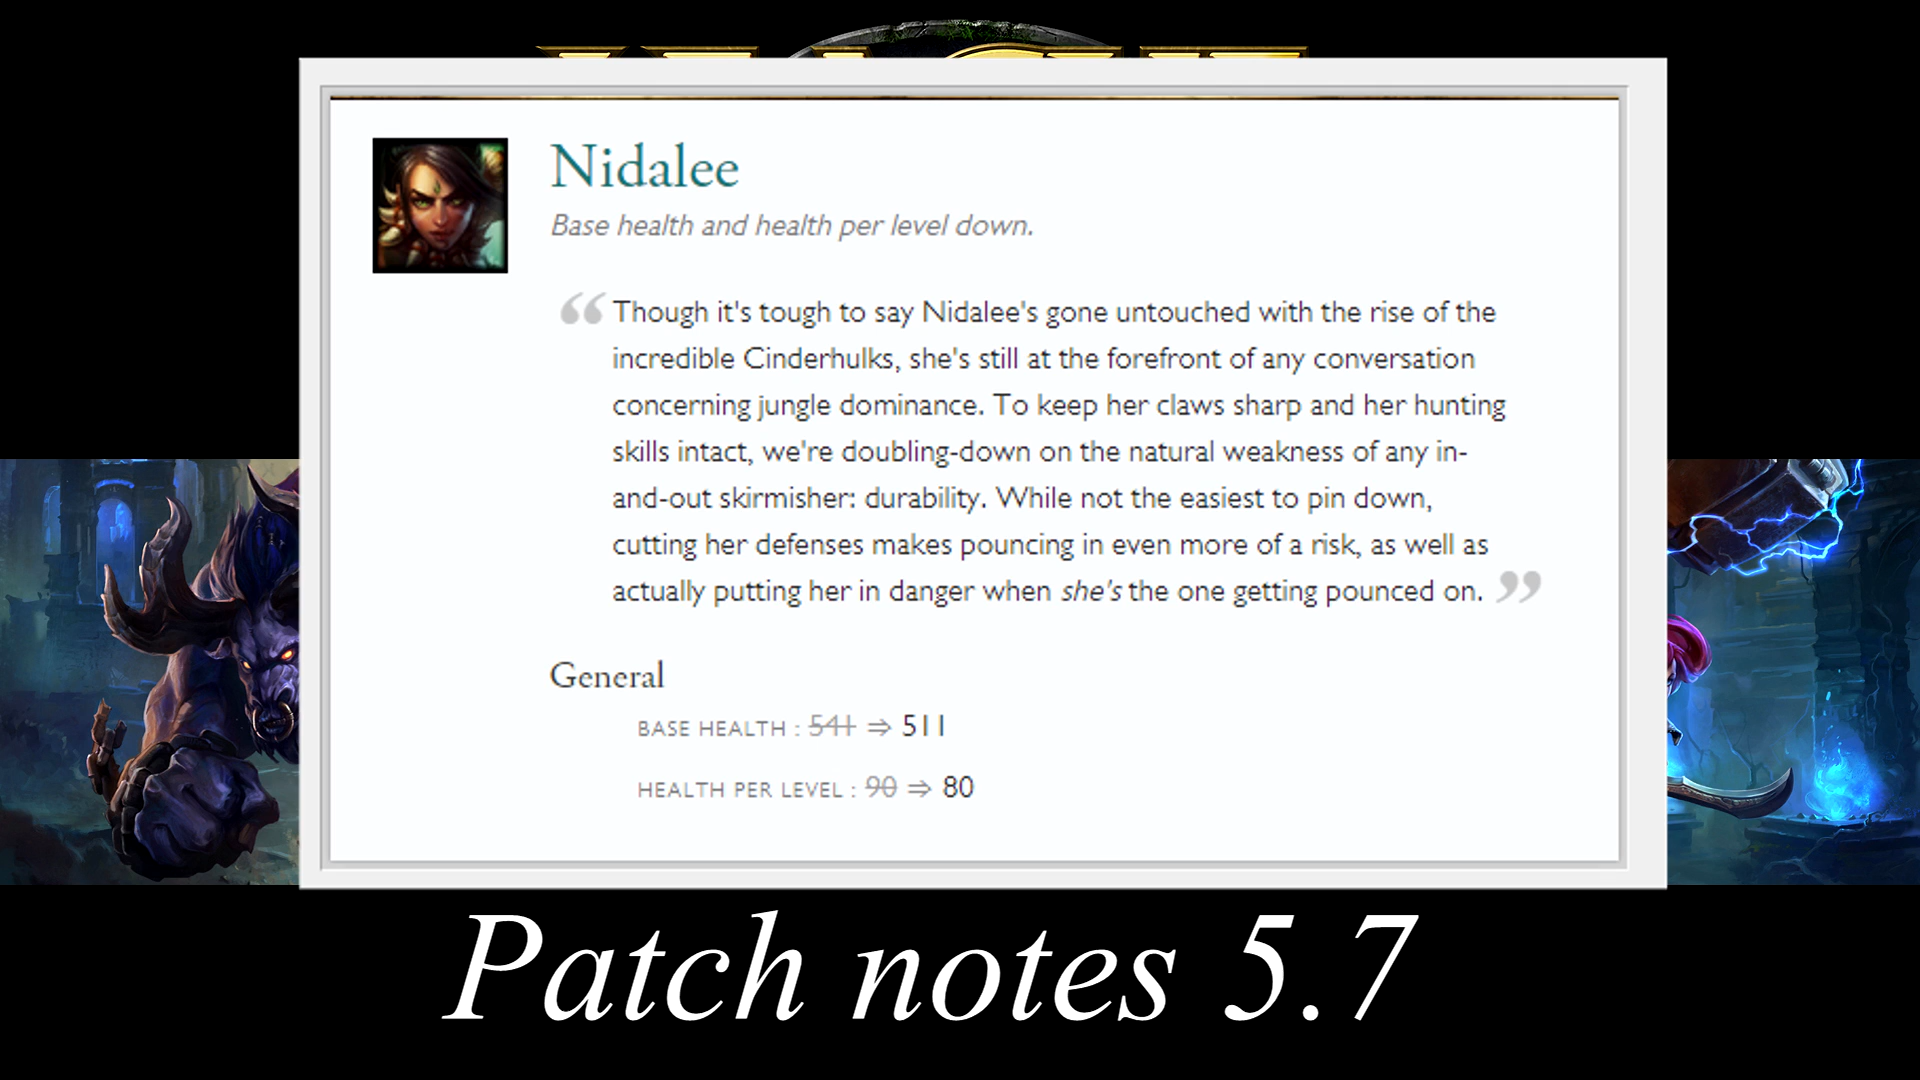 Nidalee
Base health and health per level down.
“Though it's tough to say Nidalee's gone untouched with the rise of the
incredible Cinderhulks, she's still at the forefront of any conversation
concerning jungle dominance. To keep her claws sharp and her hunting
skills intact, we're doubling-down on the natural weakness of any in-
and-out skirmisher: durability. While not the easiest to pin down,
cutting her defenses makes pouncing in even more of a risk, as well as
actually putting her in danger when she's the one getting pounced on.”
General
BASE HEALTH : 541 ⇒ 511
HEALTH PER LEVEL : 90 ⇒ 80
Patch notes 5.7